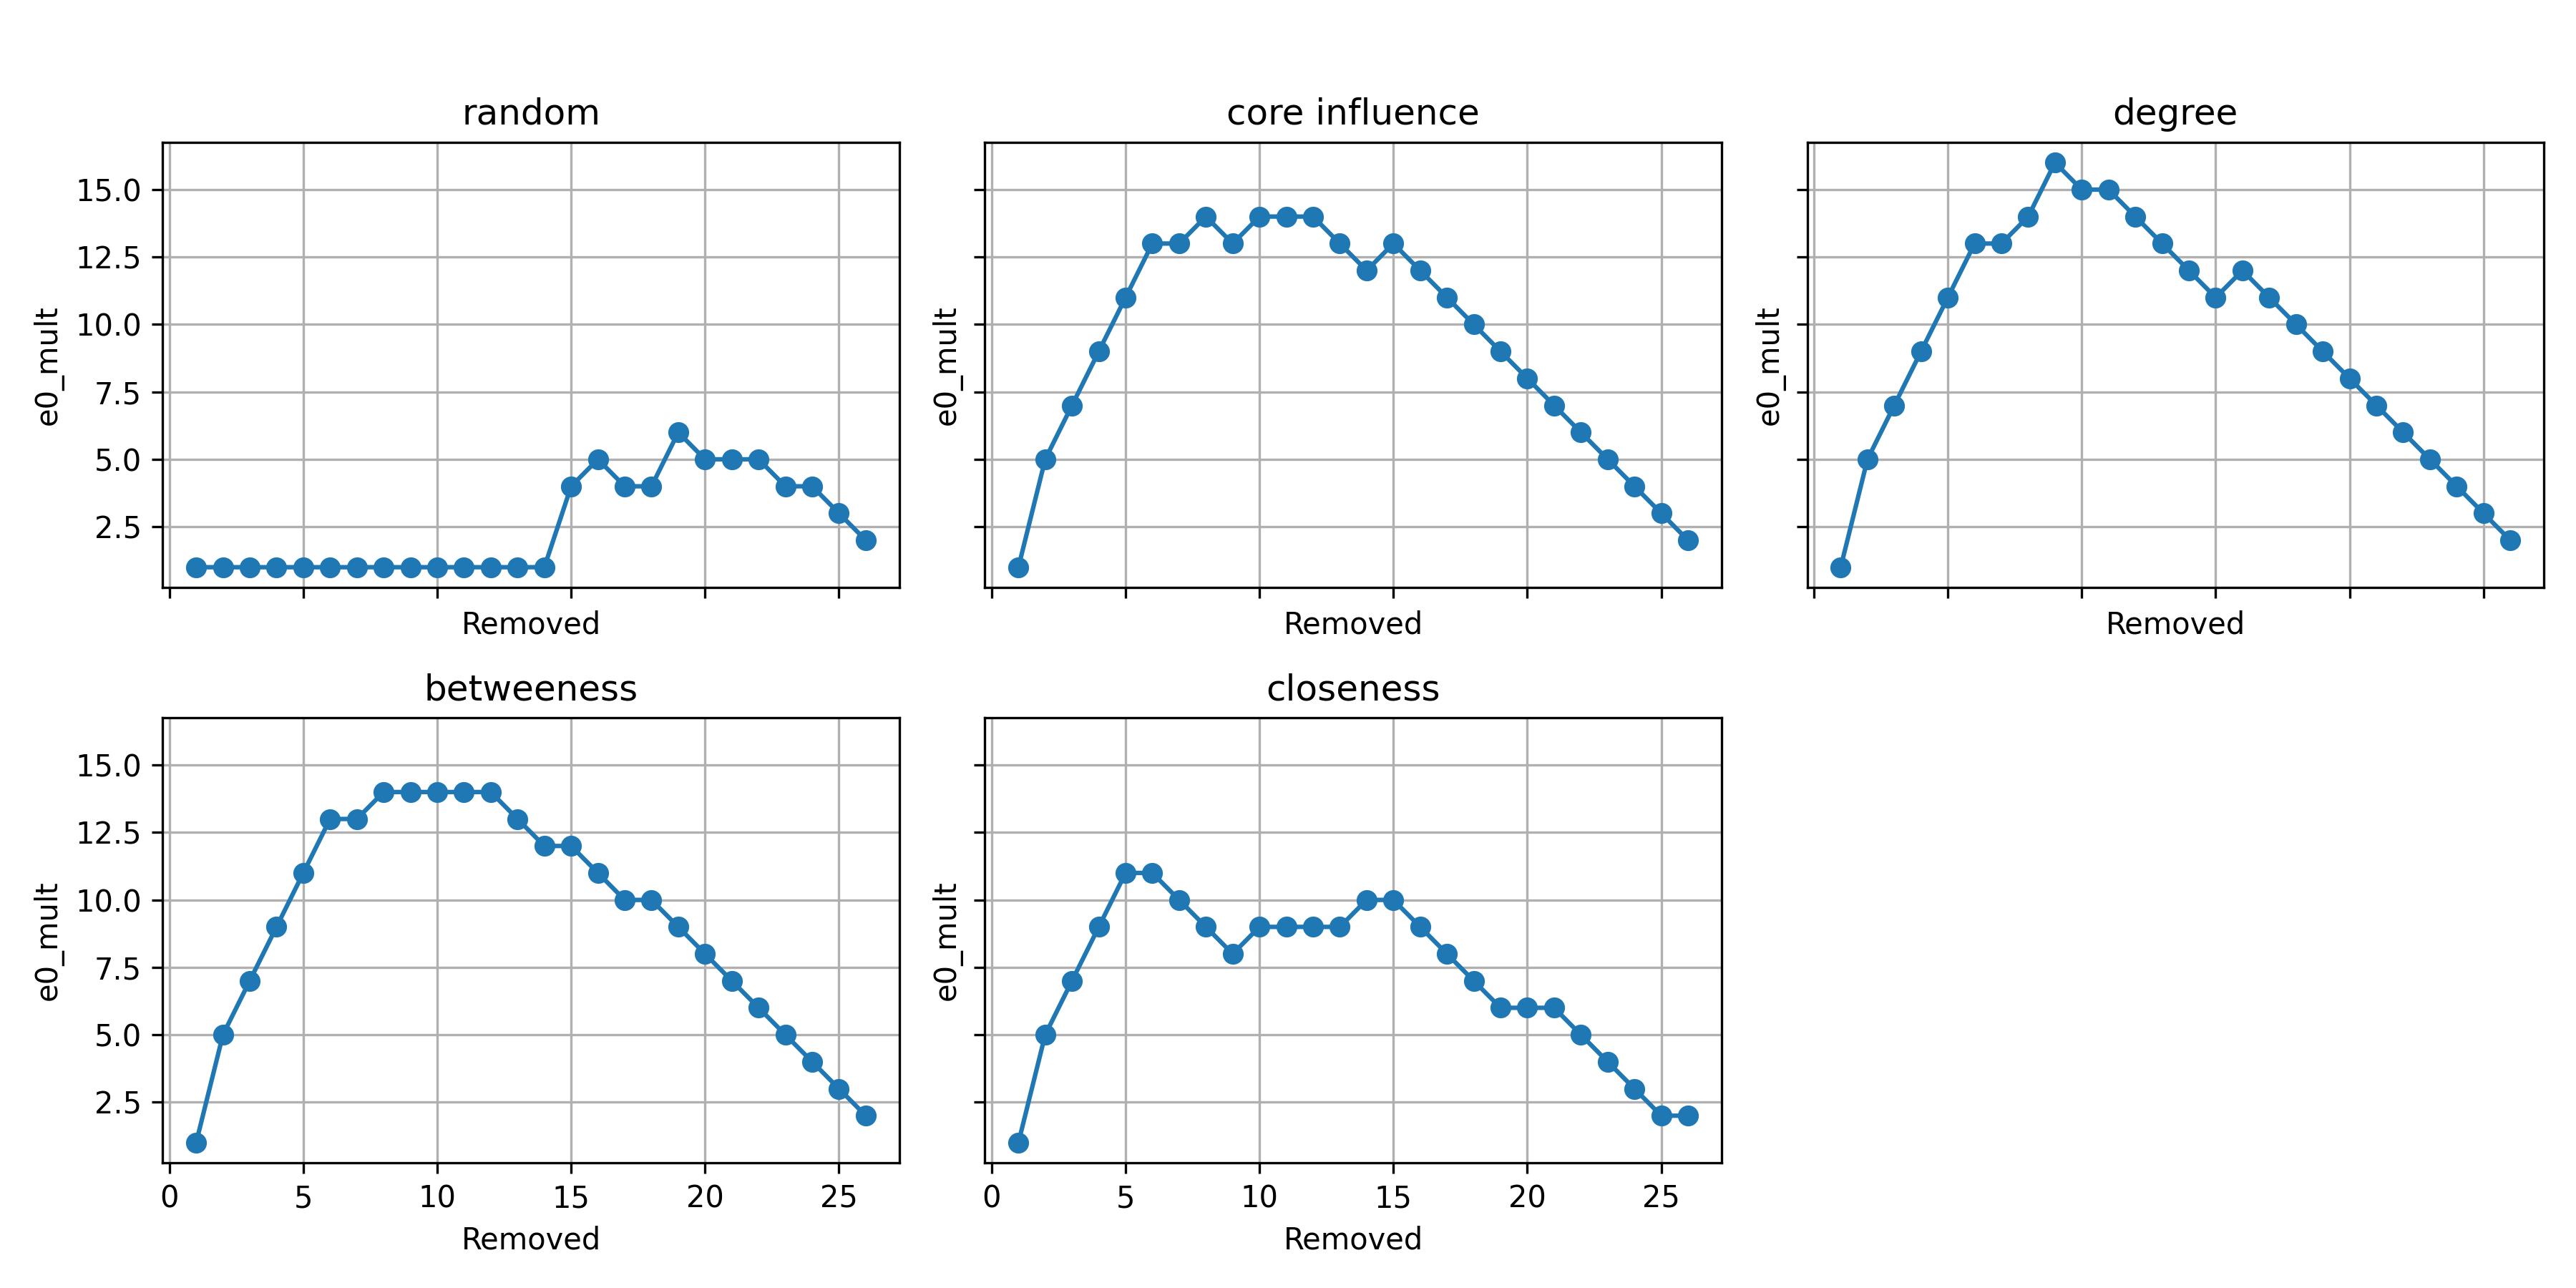 random
15.0
12.5
10.0
7.5
5.0
2.5
e0_mult
Removed
core influence
e0_mult
Removed
degree
e0_mult
Removed
betweeness
15.0
12.5
10.0
7.5
5.0
2.5
e0_mult
0 5 10 15 20 25
Removed
closeness
e0_mult
0 5 10 15 20 25
Removed